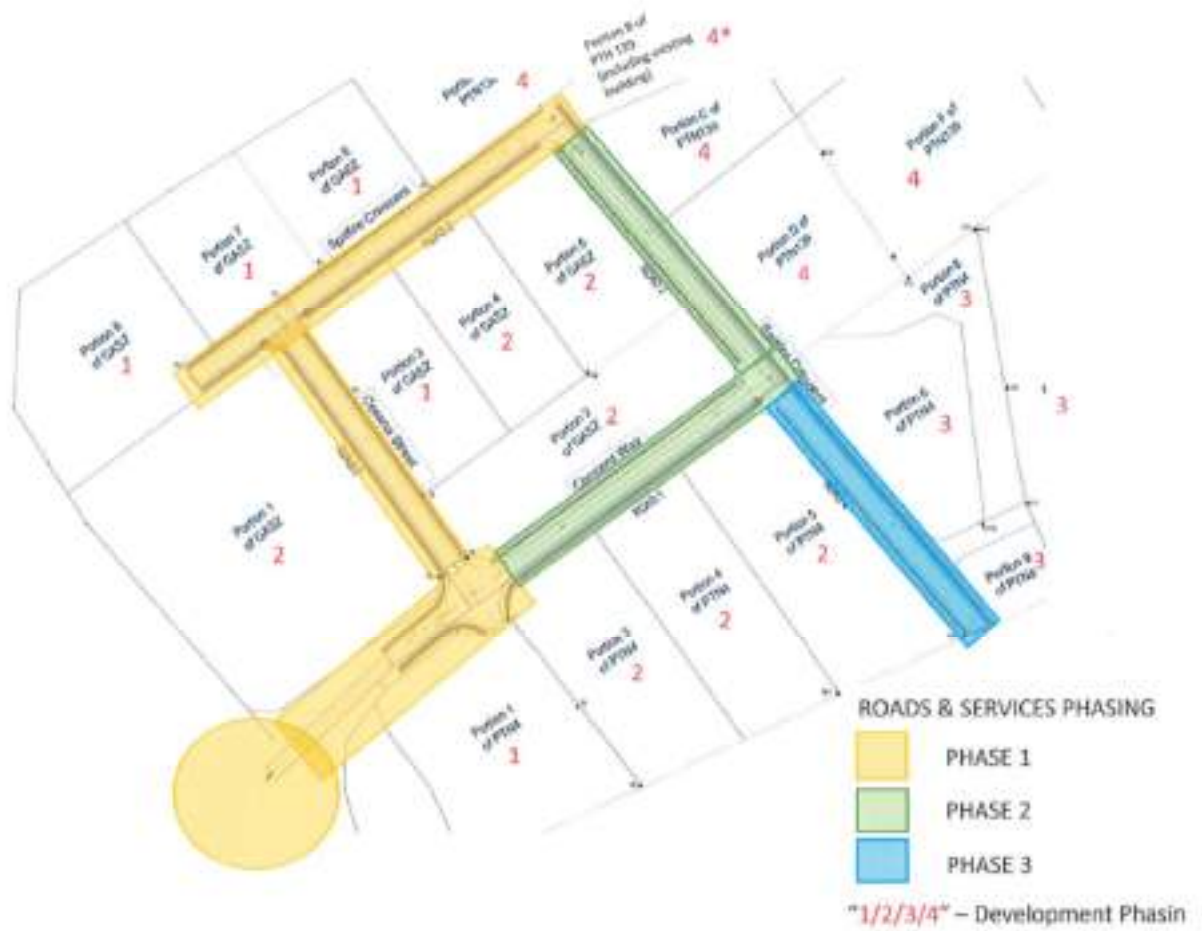 Portion B of
PTN 139
(including existing
building)
4*
4
Portion C of
PTN139
4
Portion F of
PTN139
4
Portion D of
PTN139
4
Portion
of GASZ
1
Portion 7
of GASZ
1
Portion
of GASZ
1
Spitfire Crescent
Portion
of GASZ
2
Portion 4
of GASZ
2
Portion 3
of GASZ
1
Cessna Street
Portion 2
of GASZ
2
Concord Way
Portion 1
of GASZ
2
Portion
of PTN4
3
3
Portion 6
of PTN4
3
Portion 9
of PTN4
3
Portion 5
of PTN4
2
Portion 4
of PTN4
2
Portion 3
of PTN4
2
Portion 1
of PTN4
1
ROADS & SERVICES PHASING
PHASE 1
PHASE 2
PHASE 3
"1/2/3/4" – Development Phasin